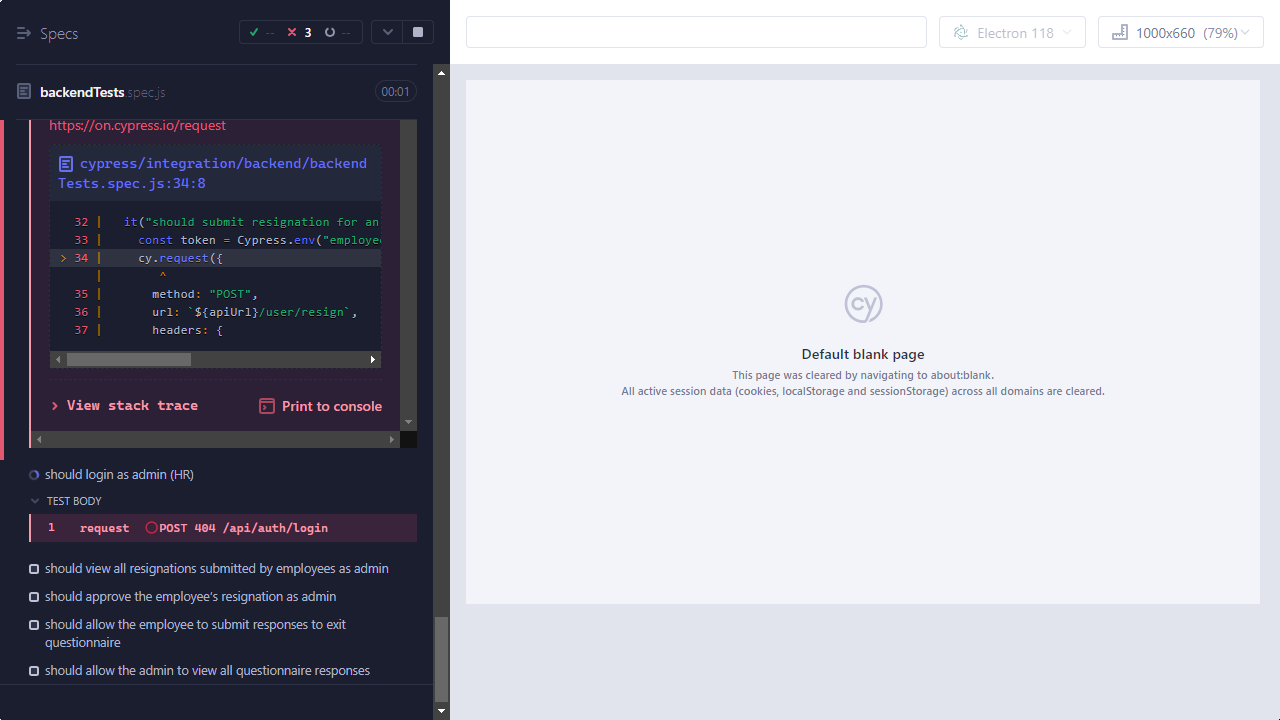 Specs
-- 3 --
Electron 118
1000x660 (79%)
backendTests.spec.js
00:01
https://on.cypress.io/request
cypress/integration/backend/backend
Tests.spec.js:34:8
32 | it("should submit resignation for an
33 | const token = Cypress.env("employee
> 34 | cy.request({
| ^
35 | method: "POST",
36 | url: `${apiUrl}/user/resign`,
37 | headers: {
View stack trace
Print to console
should login as admin (HR)
TEST BODY
1 request POST 404 /api/auth/login
should view all resignations submitted by employees as admin
should approve the employee's resignation as admin
should allow the employee to submit responses to exit
questionnaire
should allow the admin to view all questionnaire responses
cy
Default blank page
This page was cleared by navigating to about:blank.
All active session data (cookies, localStorage and sessionStorage) across all domains are cleared.